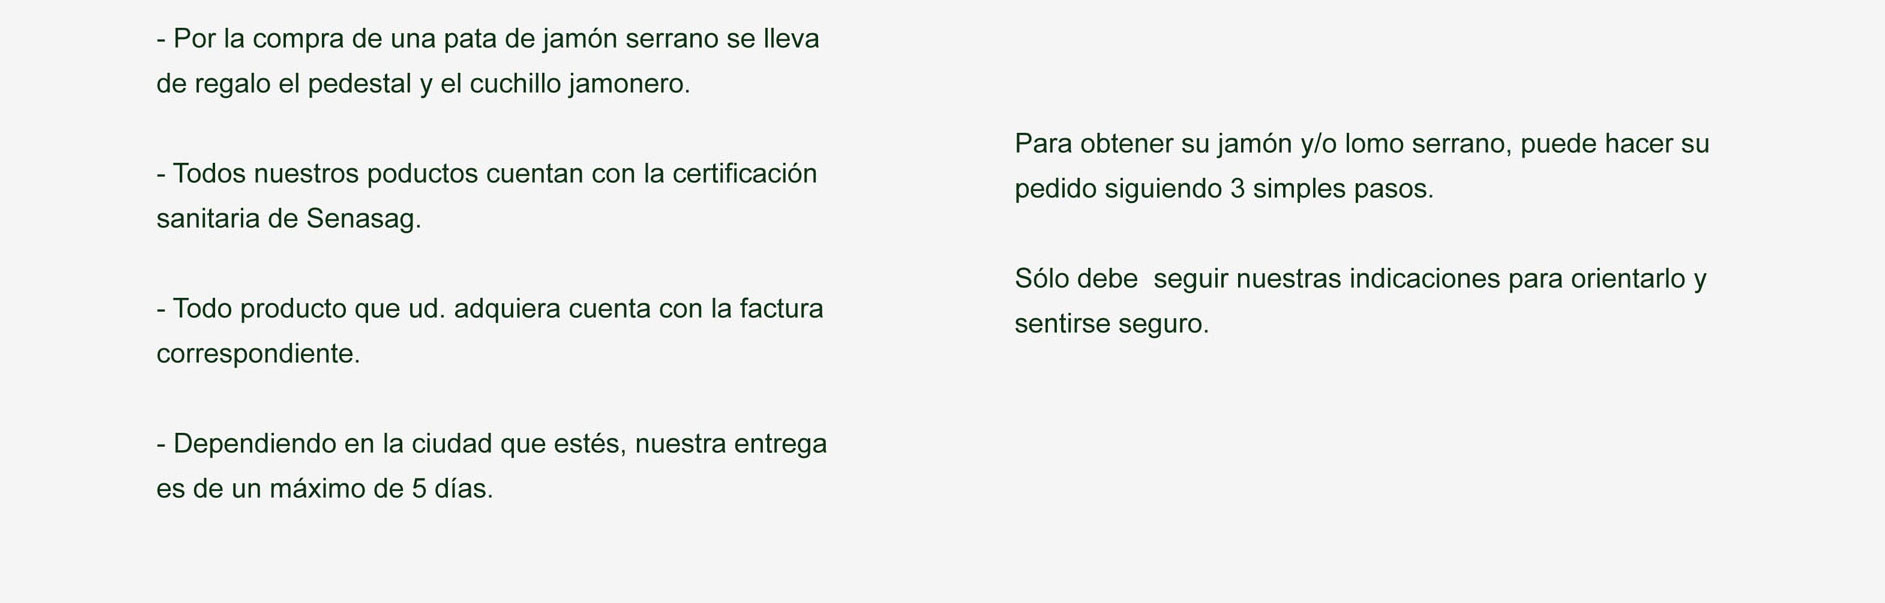 - Por la compra de una pata de jamón serrano se lleva
de regalo el pedestal y el cuchillo jamonero.
- Todos nuestros poductos cuentan con la certificación
sanitaria de Senasag.
- Todo producto que ud. adquiera cuenta con la factura
correspondiente.
- Dependiendo en la ciudad que estés, nuestra entrega
es de un máximo de 5 días.
Para obtener su jamón y/o lomo serrano, puede hacer su
pedido siguiendo 3 simples pasos.
Sólo debe  seguir nuestras indicaciones para orientarlo y
sentirse seguro.